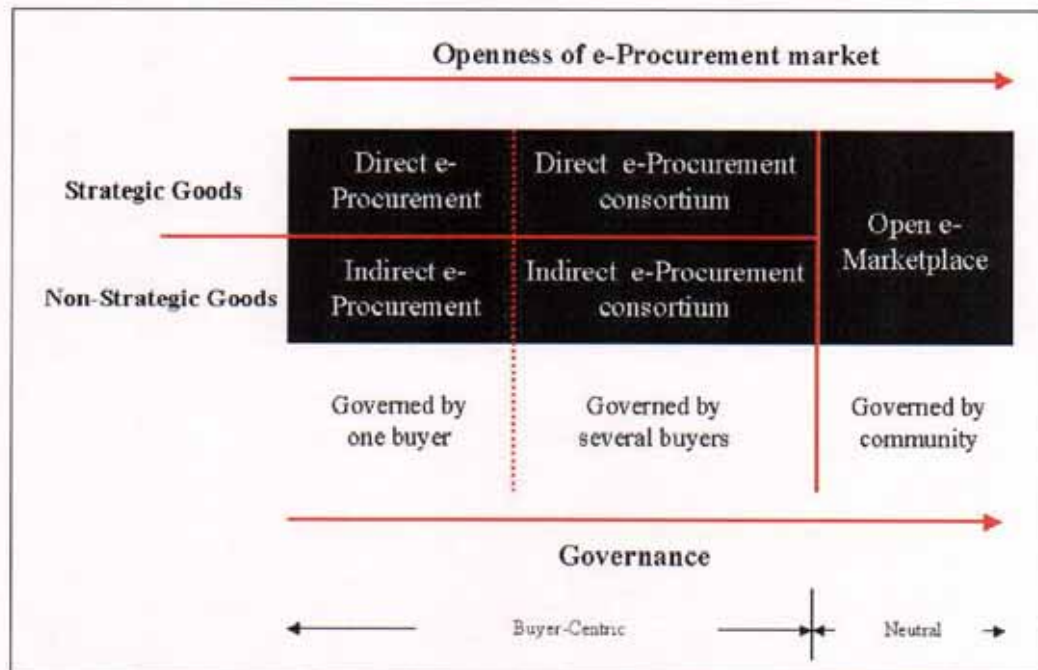 Openness of e-Procurement market
Strategic Goods
Direct e-
Procurement
Direct e-Procurement
consortium
Open e-
Marketplace
Non-Strategic Goods
Indirect e-
Procurement
Indirect e-Procurement
consortium
Governed by
one buyer
Governed by
several buyers
Governed by
community
Governance
Buyer-Centric
Neutral